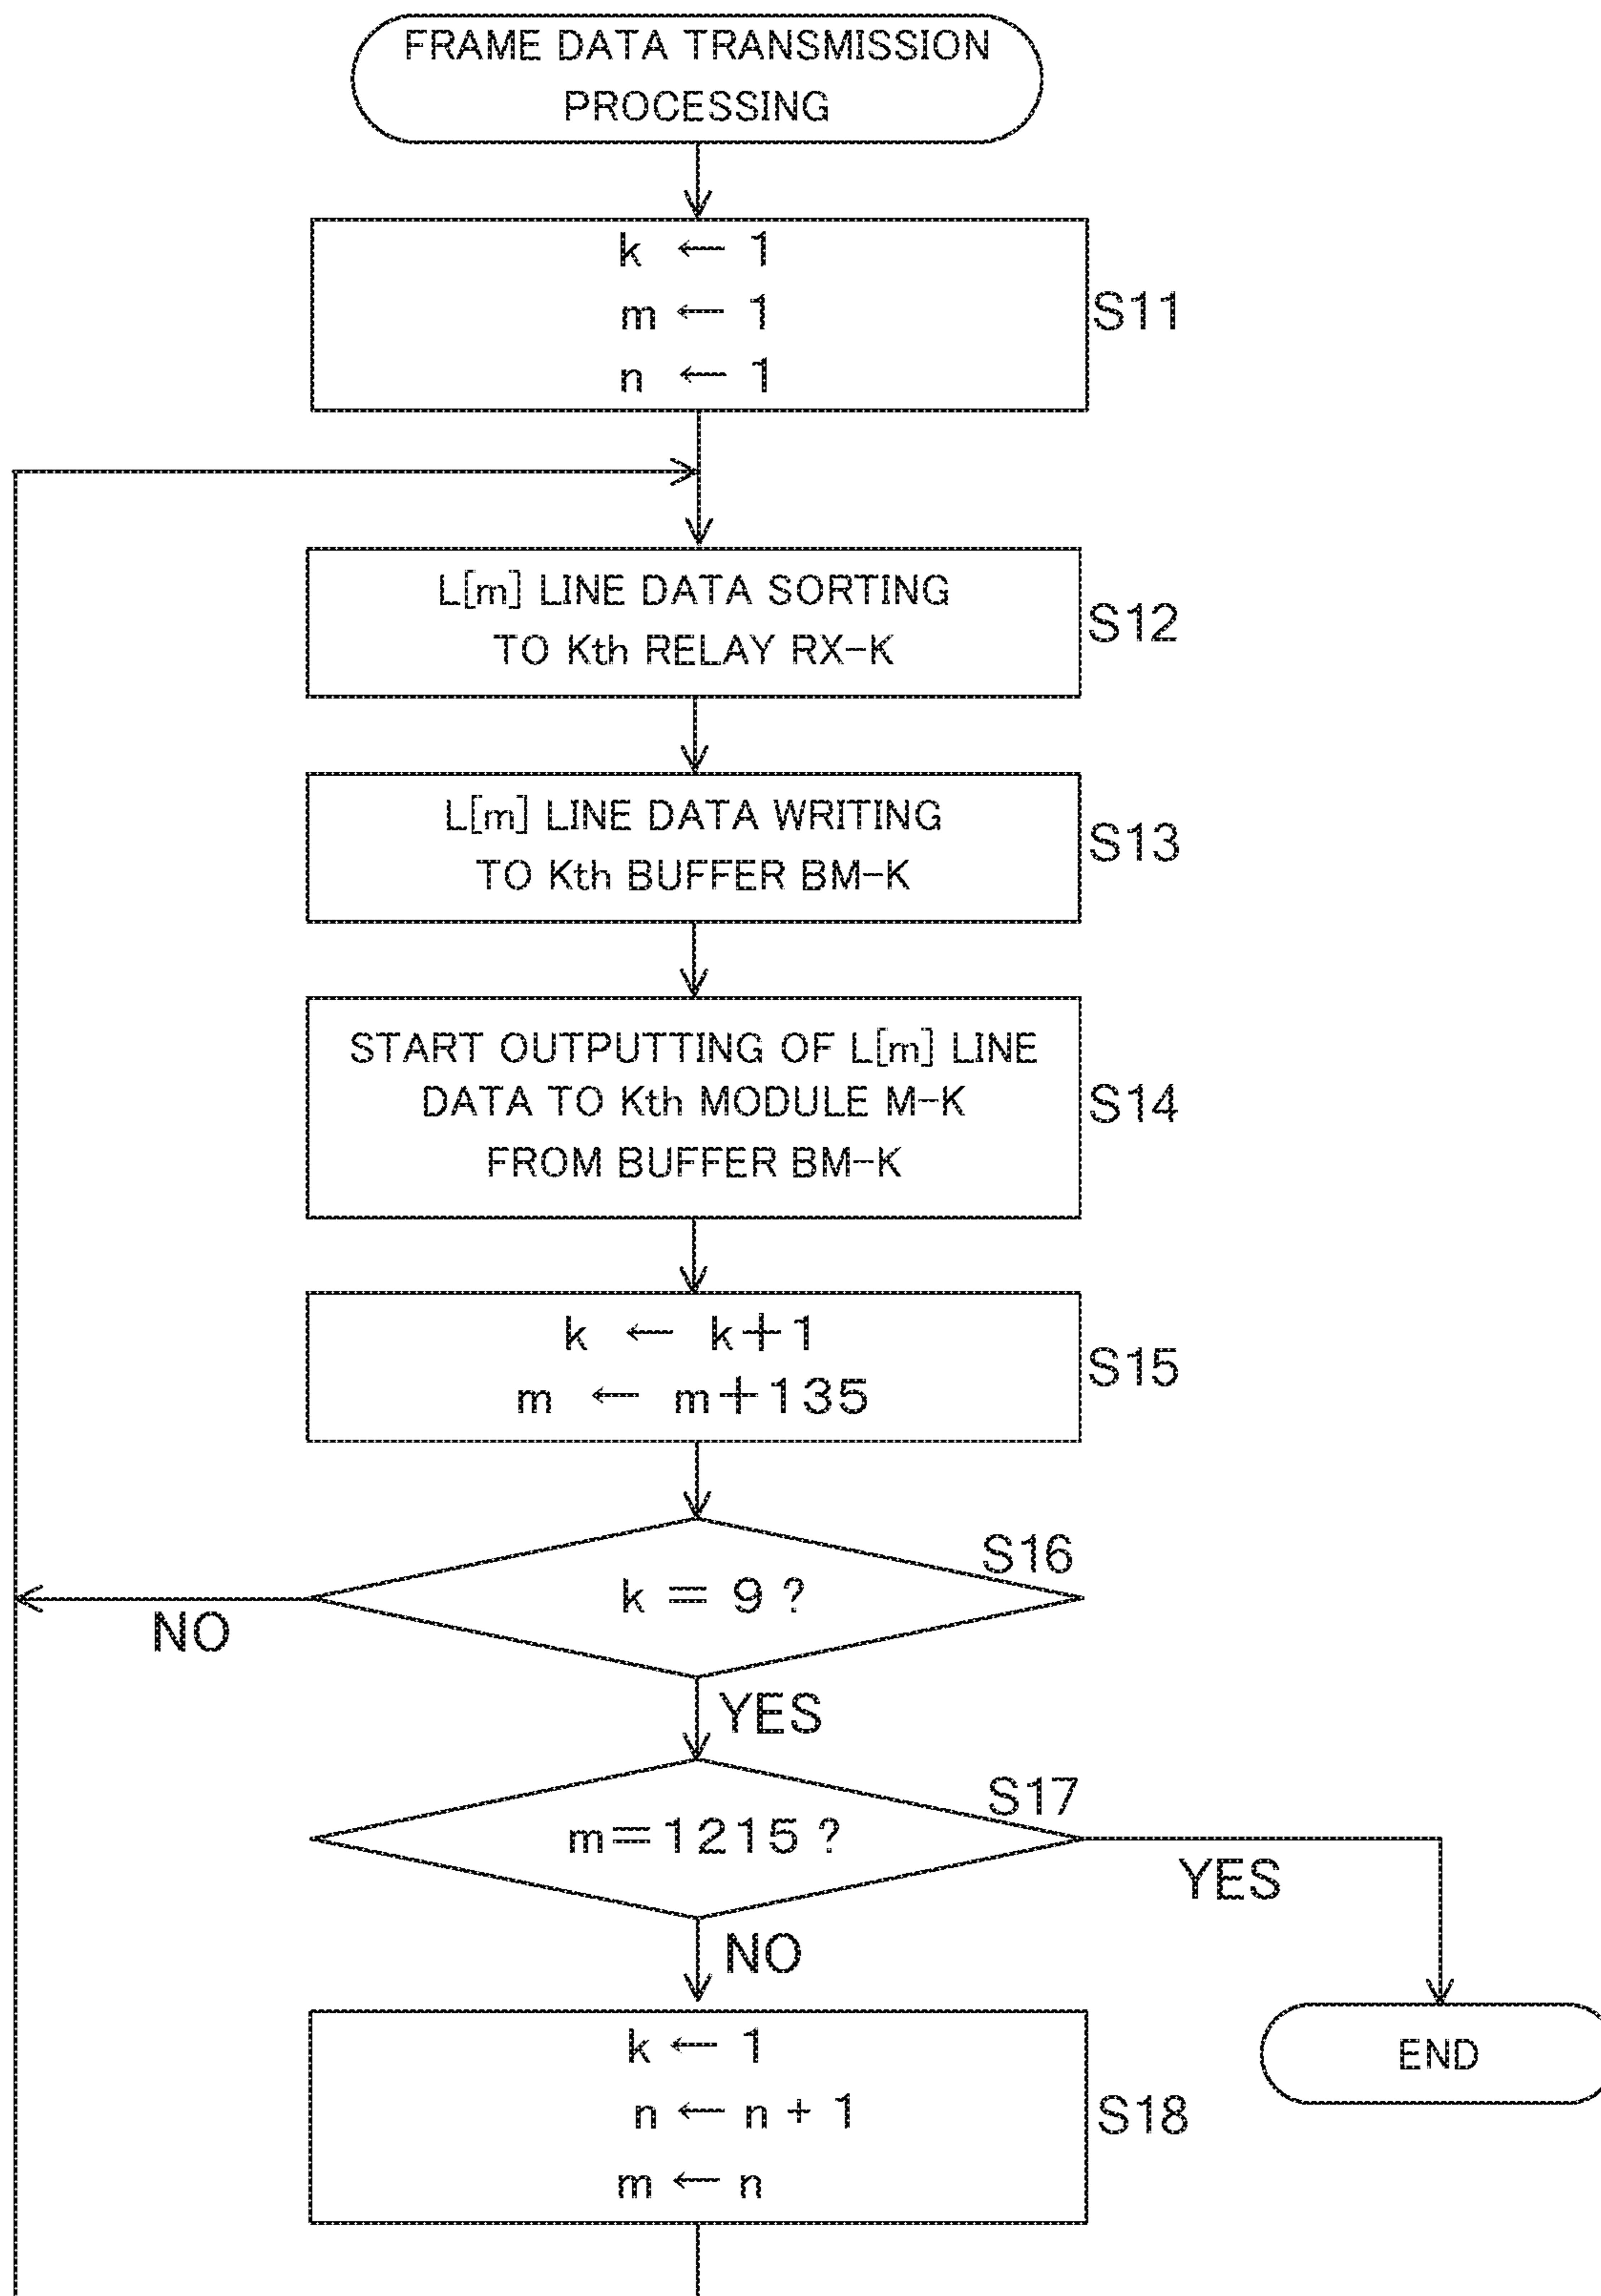 FRAME DATA TRANSMISSION
PROCESSING
k ← 1
m ← 1
n ← 1
S11
L[m] LINE DATA SORTING
TO Kth RELAY RX-K
S12
L[m] LINE DATA WRITING
TO Kth BUFFER BM-K
S13
START OUTPUTTING OF L[m] LINE
DATA TO Kth MODULE M-K
FROM BUFFER BM-K
S14
k ← k+1
m ← m+135
S15
S16
k = 9 ?
NO
YES
S17
m=1215 ?
YES
NO
k ← 1
n ← n + 1
m ← n
S18
END